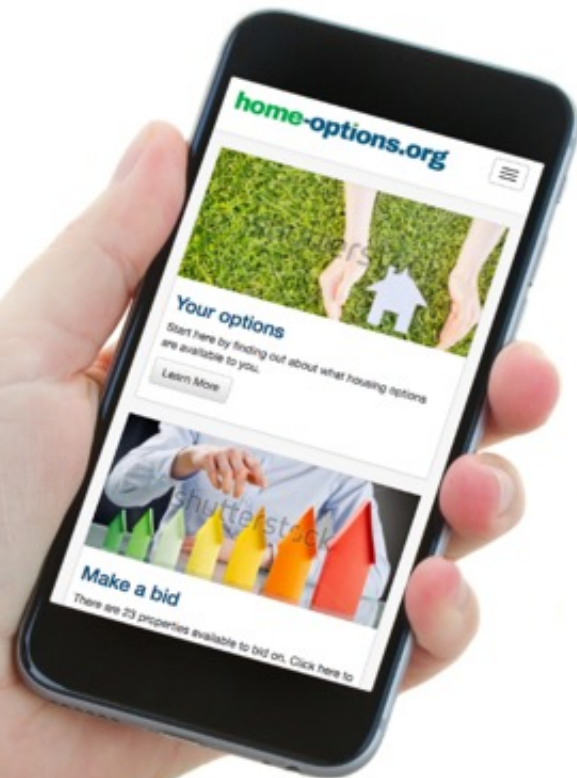 home-options.org
shutterstock
Your options
Start here by finding out about what housing options
are available to you.
Learn More
shutterstock
Make a bid
There are 23 properties available to bid on. Click here to